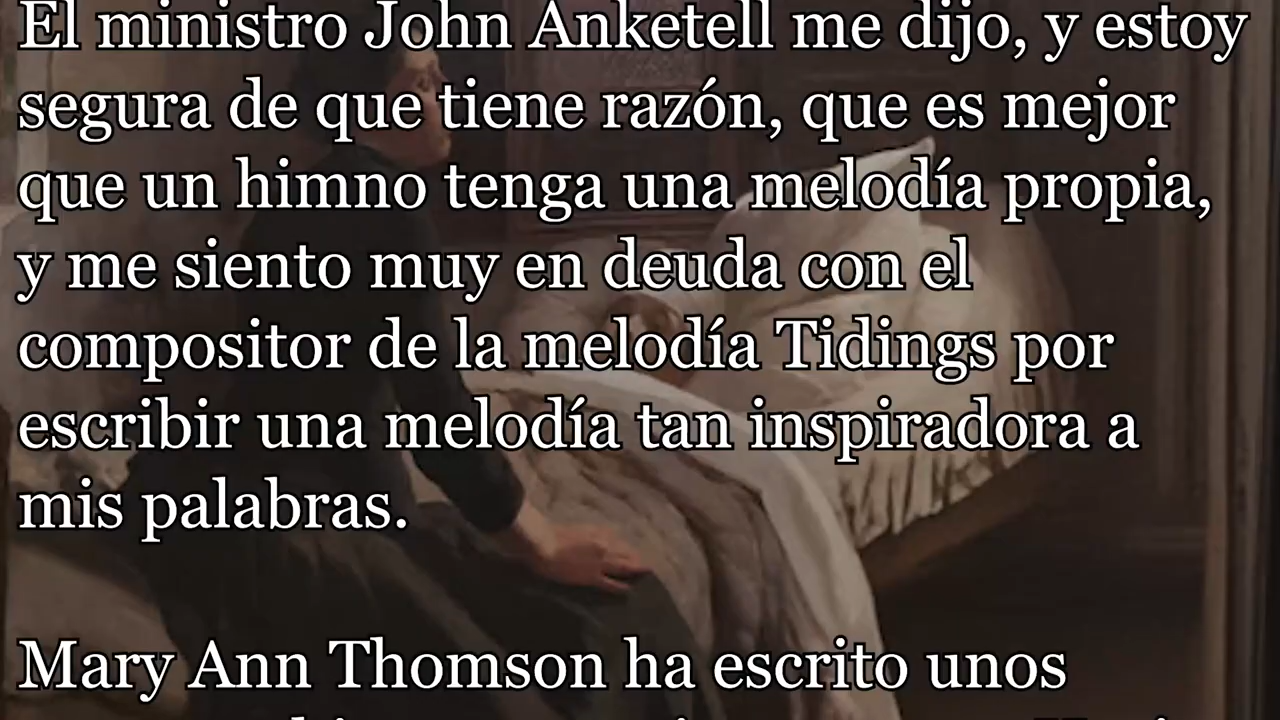 El ministro John Anketell me dijo, y estoy
segura de que tiene razón, que es mejor
que un himno tenga una melodía propia,
y me siento muy en deuda con el
compositor de la melodía Tidings por
escribir una melodía tan inspiradora a
mis palabras.
Mary Ann Thomson ha escrito unos